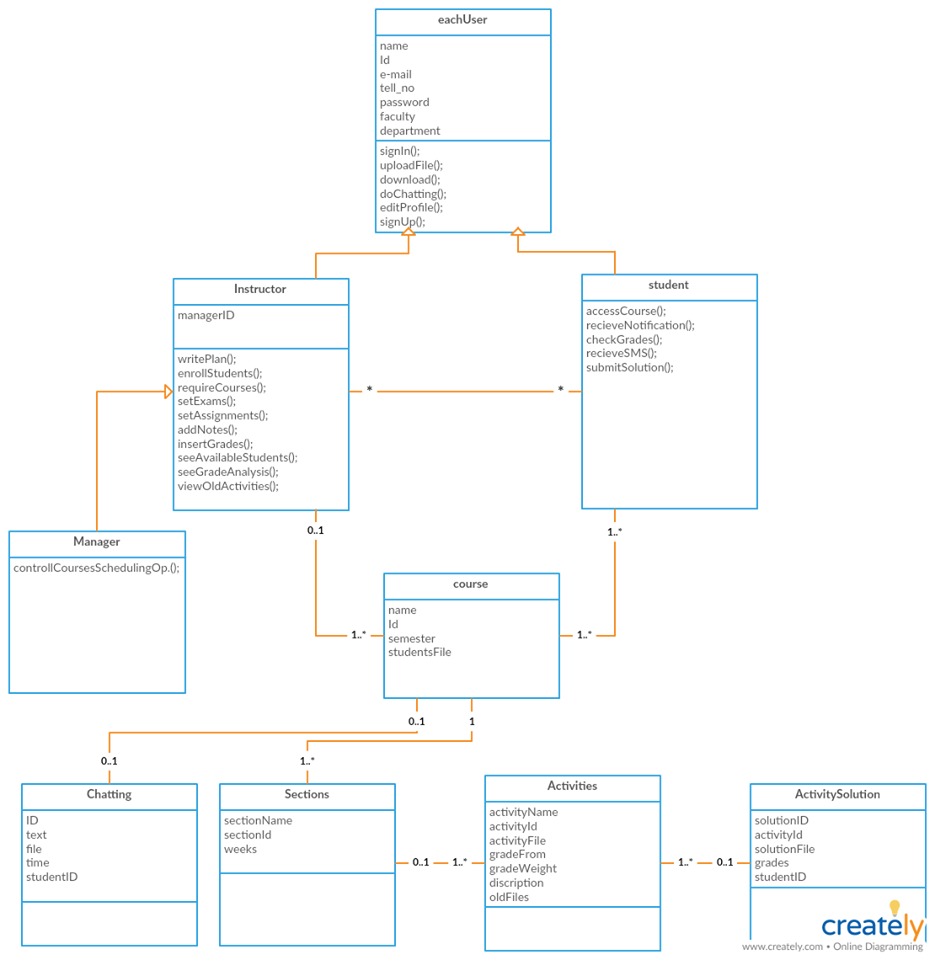 eachUser
name
Id
e-mail
tell_no
password
faculty
department
signIn();
uploadFile();
download();
doChatting();
editProfile();
signUp();
Instructor
managerID
writePlan();
enrollStudents();
requireCourses();
setExams();
setAssignments();
addNotes();
insertGrades();
seeAvailableStudents();
seeGradeAnalysis();
viewOldActivities();
student
accessCourse();
recieveNotification();
checkGrades();
recieveSMS();
submitSolution();
* *
0..1
1..*
Manager
controllCoursesSchedulingOp.();
course
name
Id
semester
studentsFile
1..* 1..*
0..1 1
0..1 1..*
Chatting
ID
text
file
time
studentID
Sections
sectionName
sectionId
weeks
0..1 1..*
Activities
activityName
activityId
activityFile
gradeFrom
gradeWeight
discription
oldFiles
1..* 0..1
ActivitySolution
solutionID
activityId
solutionFile
grades
studentID
creately
www.creately.com • Online Diagramming